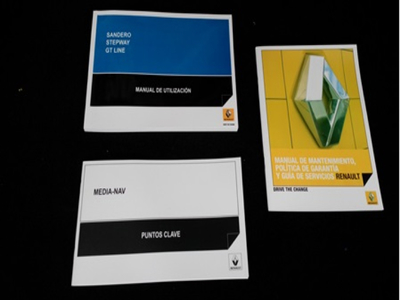 SANDERO
STEPWAY
GT LINE
MANUAL DE UTILIZACIÓN
MEDIA-NAV
PUNTOS CLAVE
MANUAL DE MANTENIMIENTO,
POLÍTICA DE GARANTÍA
Y GUÍA DE SERVICIOS RENAULT
DRIVE THE CHANGE